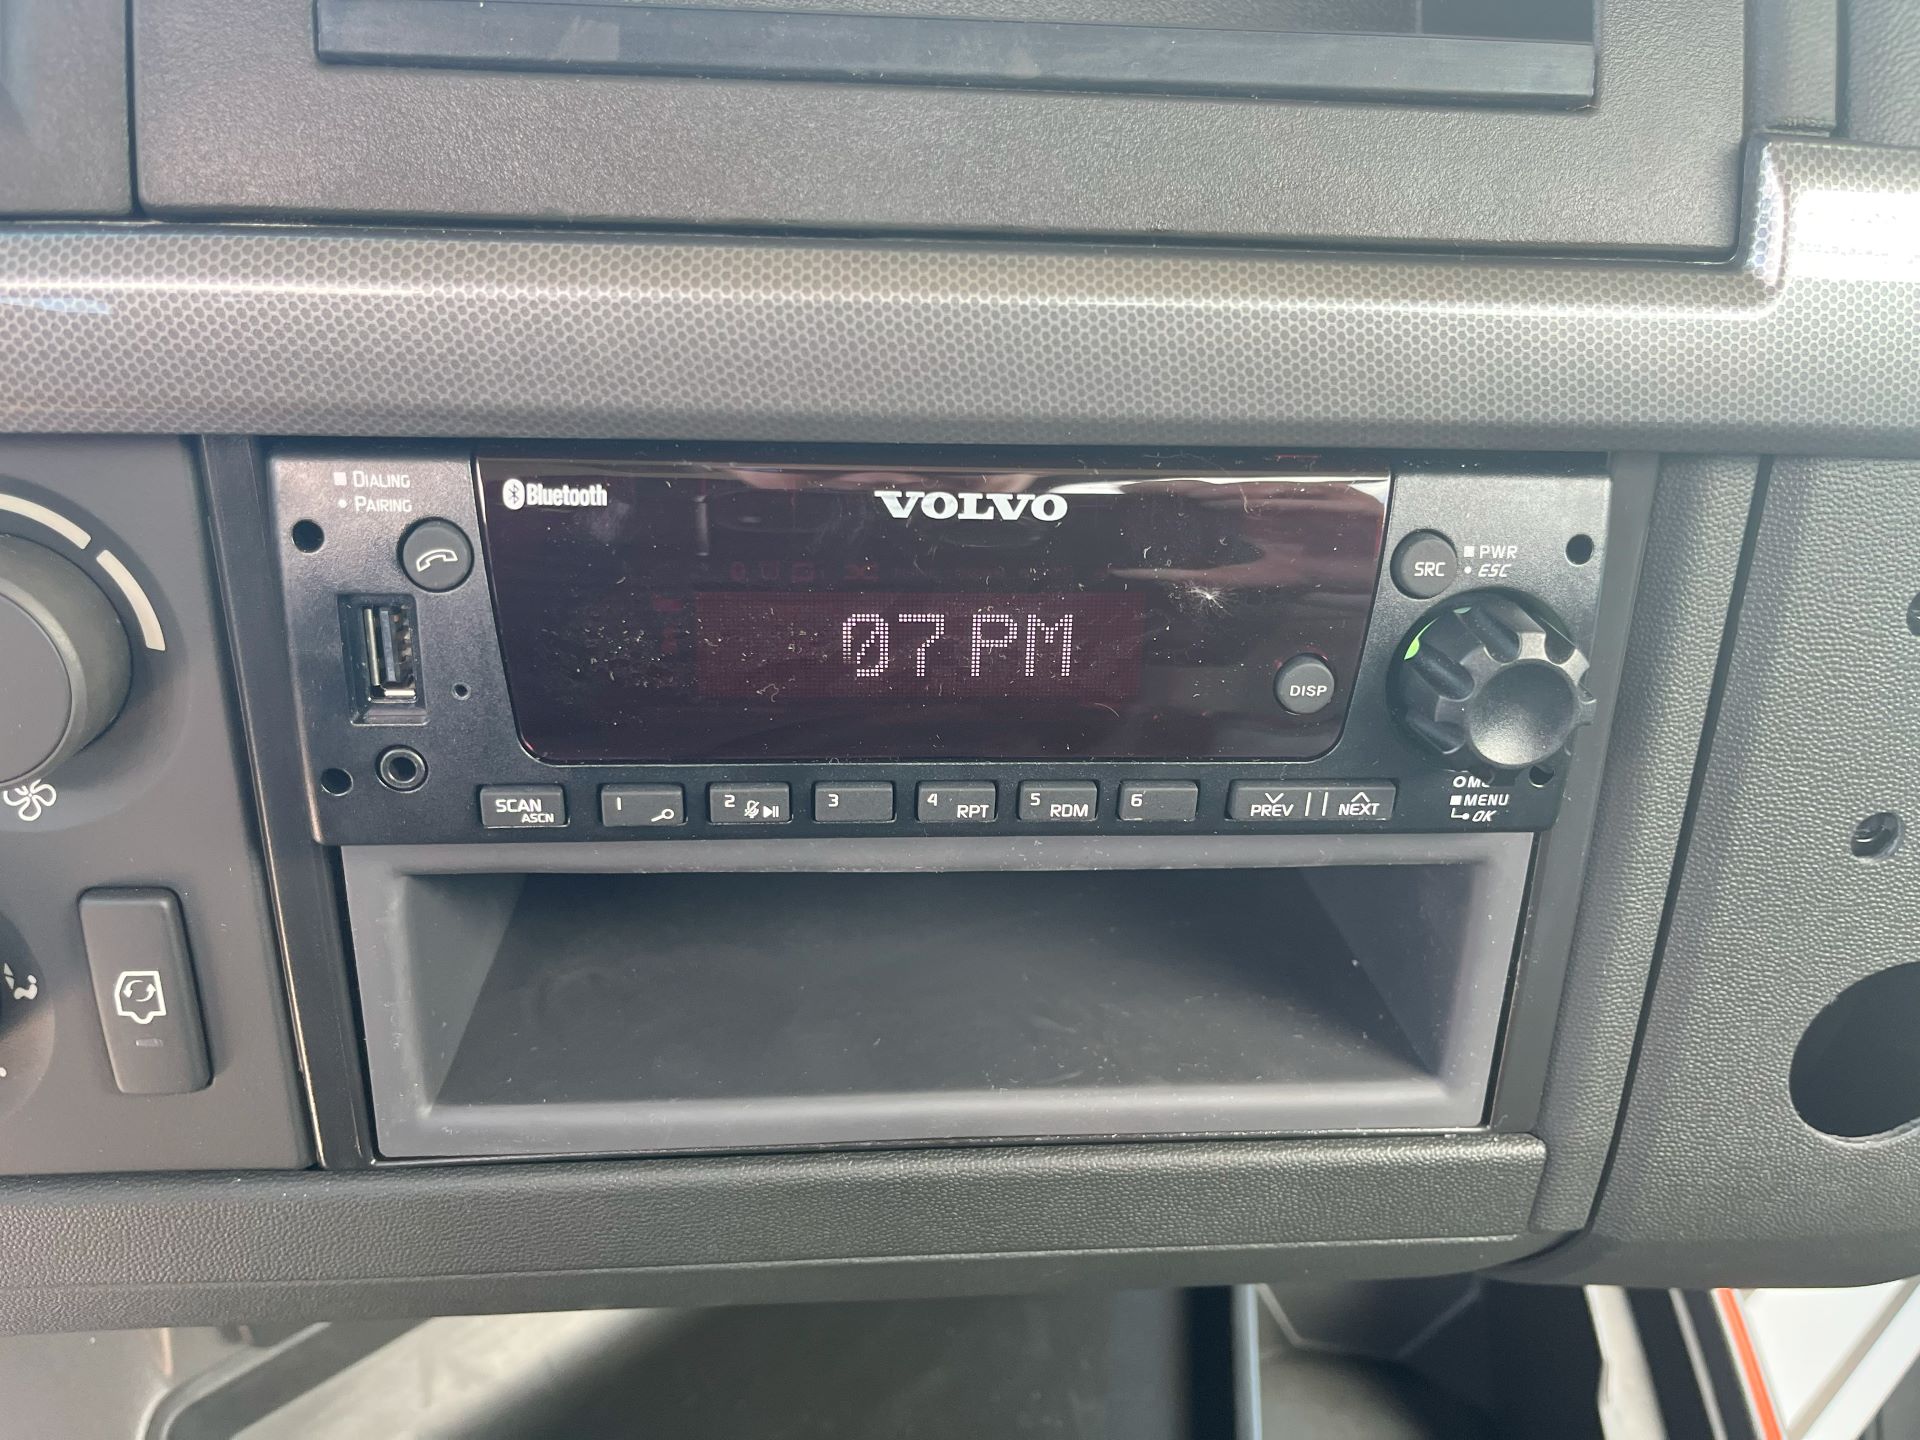 DIALING
PAIRING
Bluetooth
VOLVO
SRC
PWR
ESC
07 PM
DISP
SCAN
ASCN
1
2
3
4 RPT
5 RDM
6
PREV
NEXT
MENU
OK